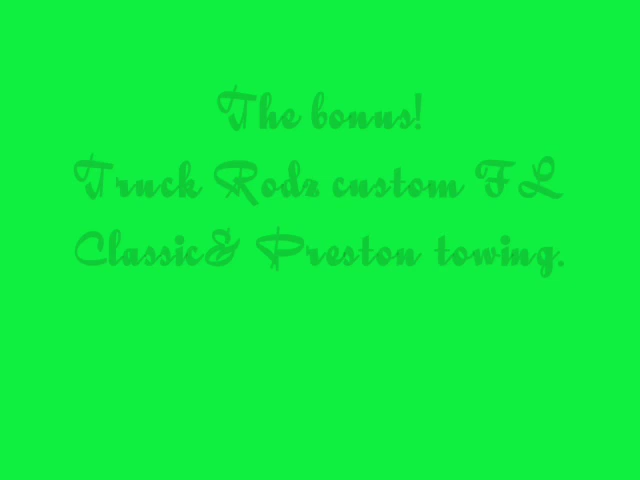 The bonus!
Truck Rodz custom FL
Classic& Preston towing.